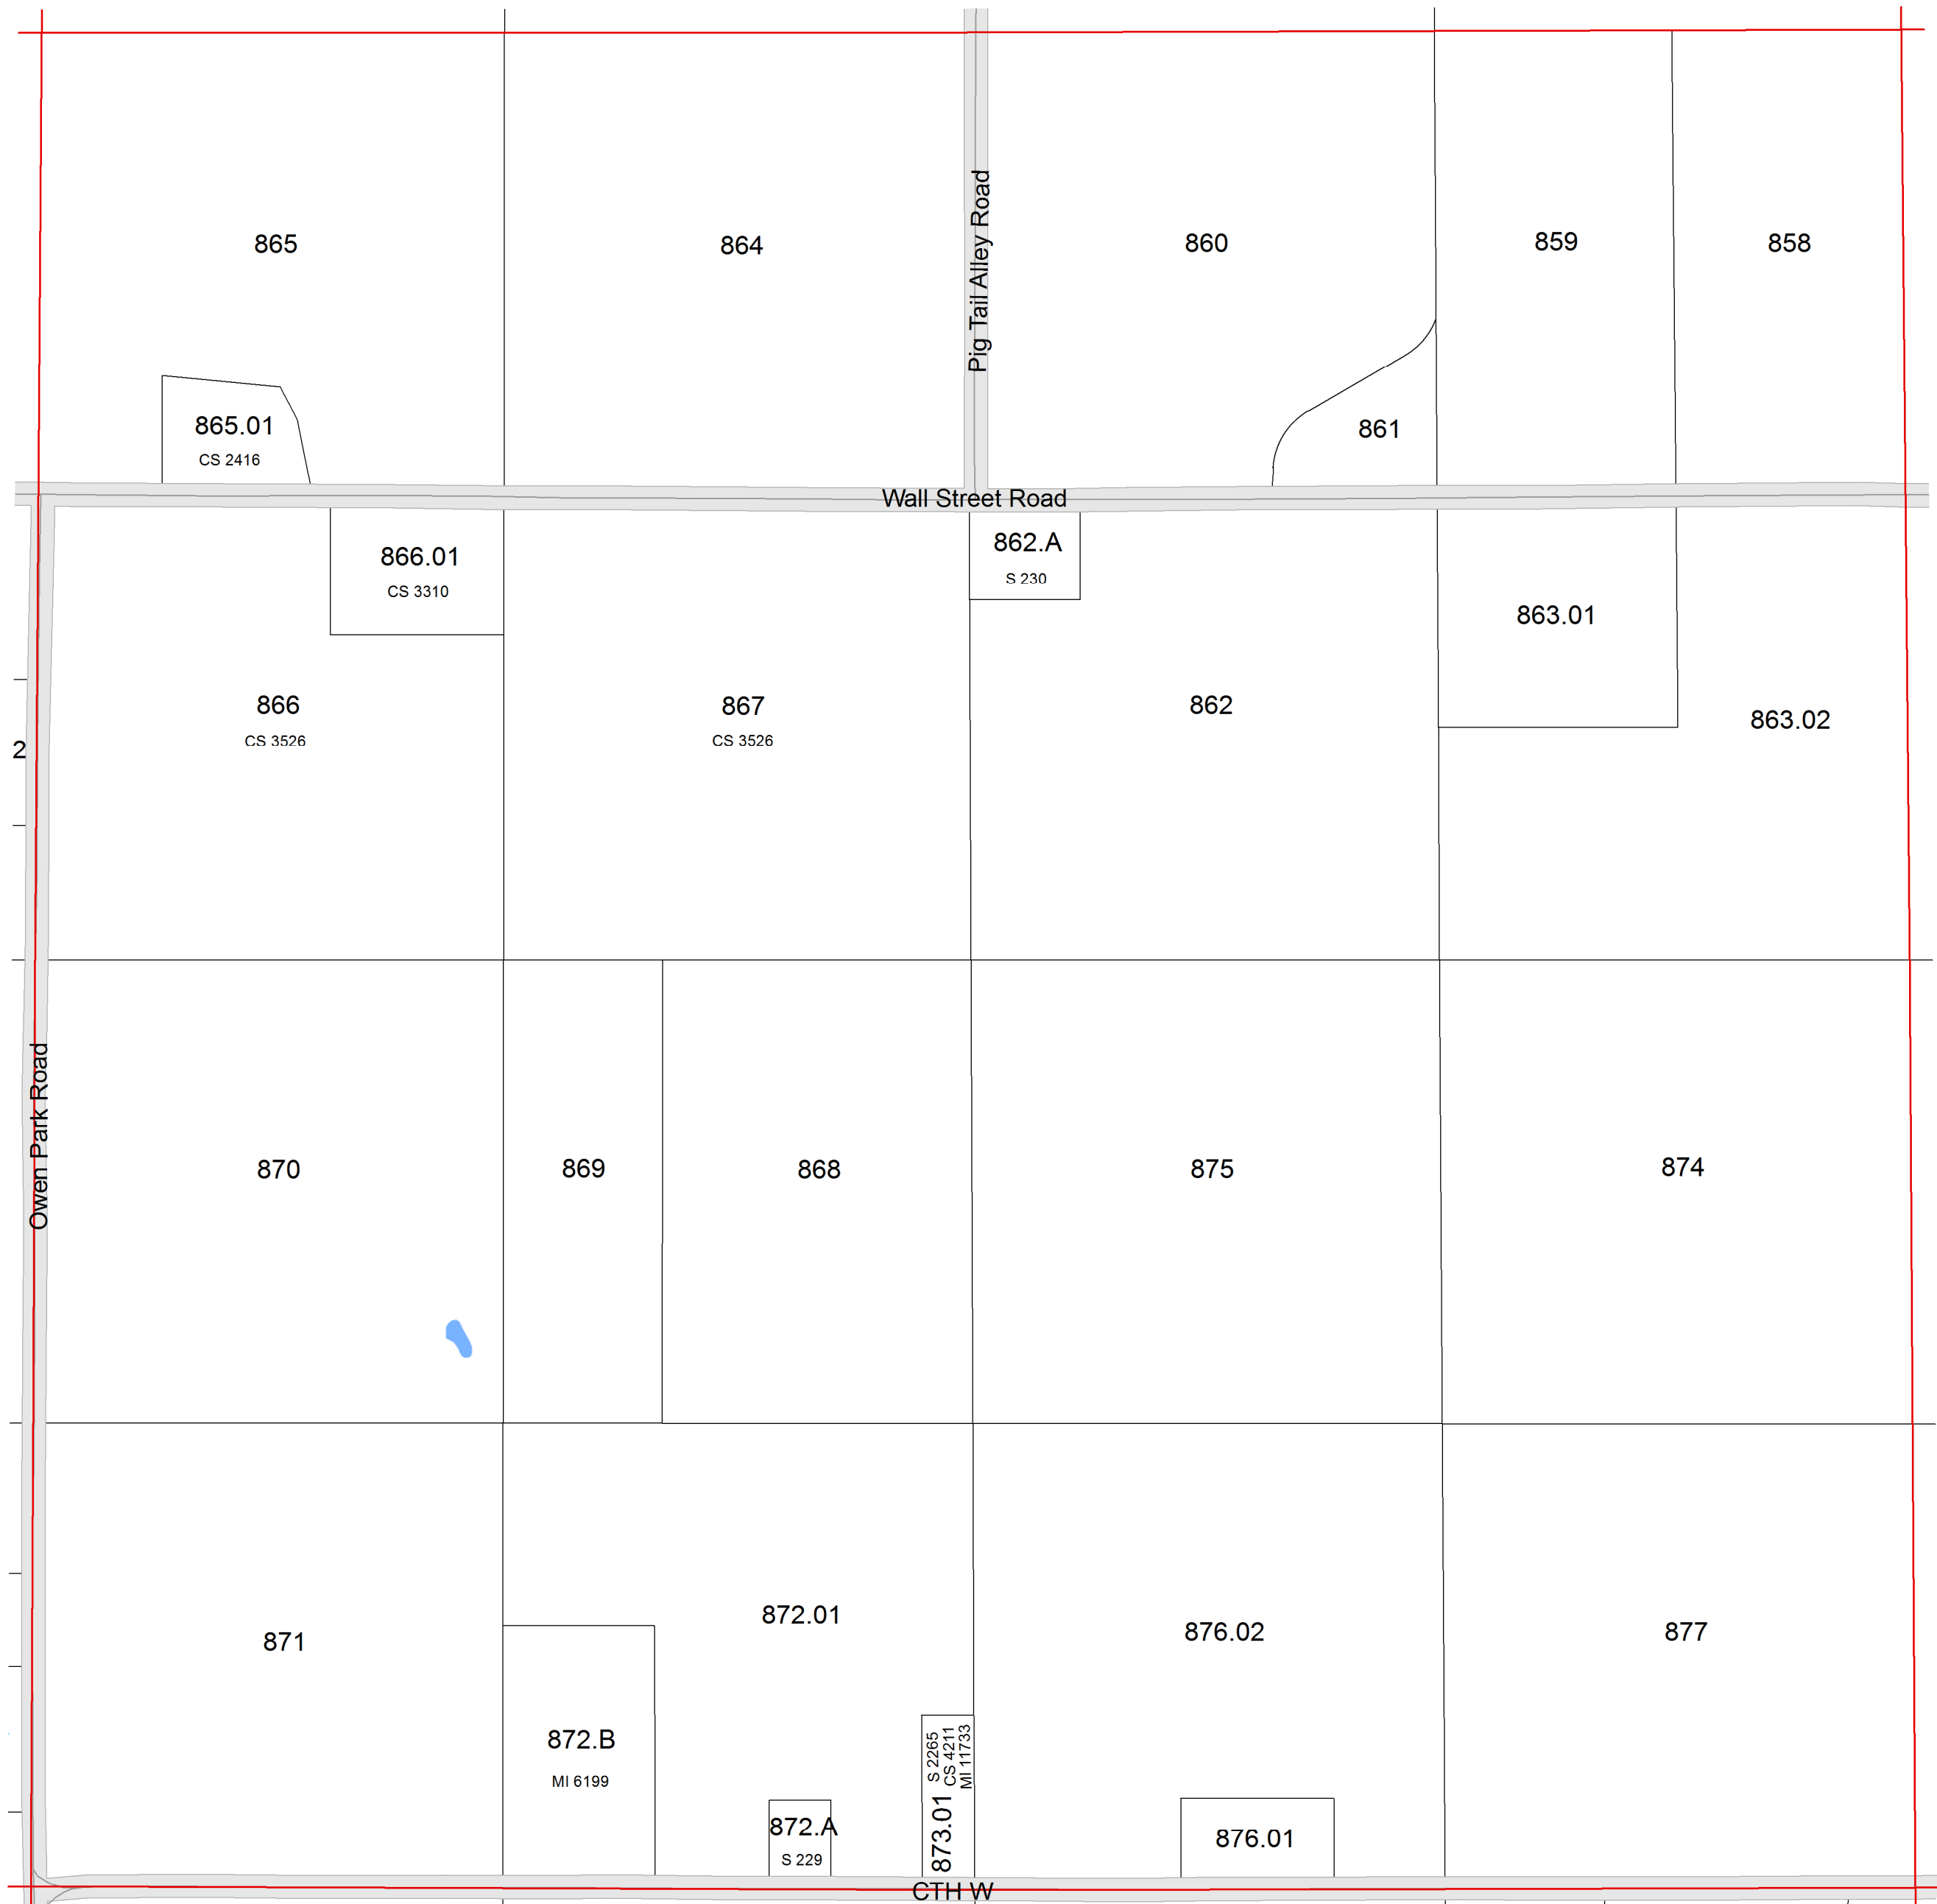 865
864
Pig Tail Alley Road
860
859
858
865.01
CS 2416
861
Wall Street Road
866.01
CS 3310
862.A
S 230
863.01
866
CS 3526
867
CS 3526
862
863.02
2
Owen Park Road
870
869
868
875
874
871
872.01
876.02
877
872.B
MI 6199
872.A
S 229
873.01
S 2265
CS 4211
MI 11733
876.01
CTH W